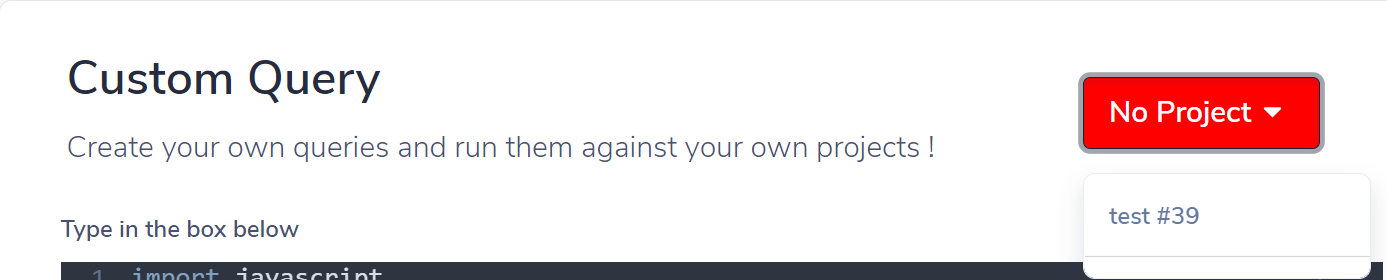 Custom Query
No Project
Create your own queries and run them against your own projects !
test #39
Type in the box below
1 import javascript